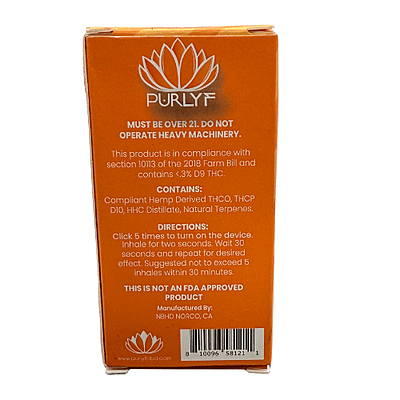 PURLYF
MUST BE OVER 21. DO NOT
OPERATE HEAVY MACHINERY.
This product is in compliance with
section 10113 of the 2018 Farm Bill and
contains <.3% D9 THC.
CONTAINS:
Compliant Hemp Derived THCO, THCP
D10, HHC Distillate, Natural Terpenes.
DIRECTIONS:
Click 5 times to turn on the device.
Inhale for two seconds. Wait 30
seconds and repeat for desired
effect. Suggested not to exceed 5
inhales within 30 minutes.
THIS IS NOT AN FDA APPROVED
PRODUCT
Manufactured By:
NBHD NORCO, CA
8 10096 58121 1